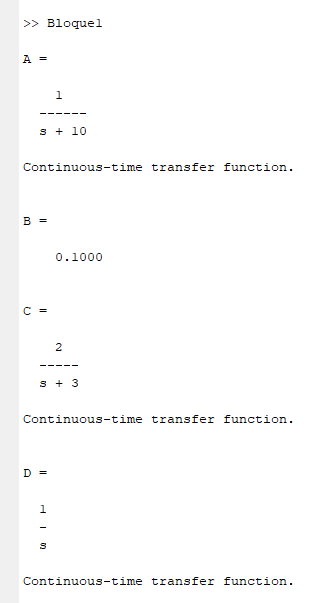 >> Bloque1
A =
1
------
s + 10
Continuous-time transfer function.
B =
0.1000
C =
2
-----
s + 3
Continuous-time transfer function.
D =
1
-
s
Continuous-time transfer function.